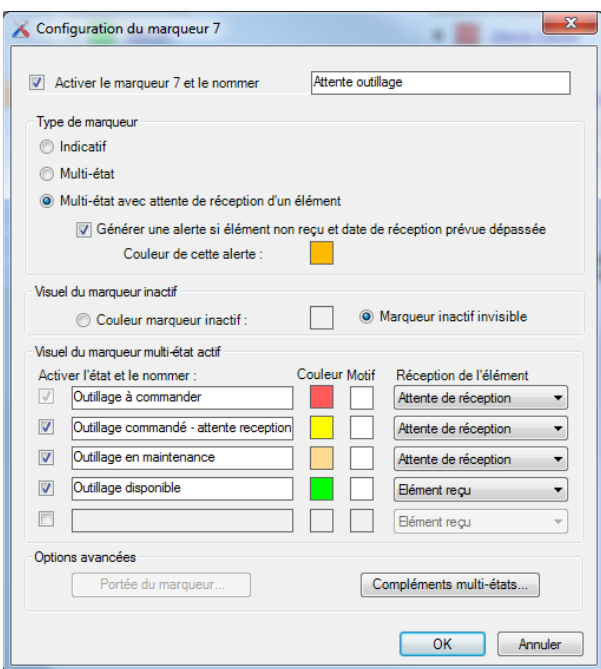 Configuration du marqueur 7
Activer le marqueur 7 et le nommer Attente outillage
Type de marqueur
Indicatif
Multi-état
Multi-état avec attente de réception d'un élément
Générer une alerte si élément non reçu et date de réception prévue dépassée
Couleur de cette alerte :
Visuel du marqueur inactif
Couleur marqueur inactif : Marqueur inactif invisible
Visuel du marqueur multi-état actif
Activer l'état et le nommer : Couleur Motif Réception de l'élément
Outillage à commander Attente de réception
Outillage commandé - attente reception Attente de réception
Outillage en maintenance Attente de réception
Outillage disponible Elément reçu
Elément reçu
Options avancées
Portée du marqueur... Compléments multi-états...
OK Annuler